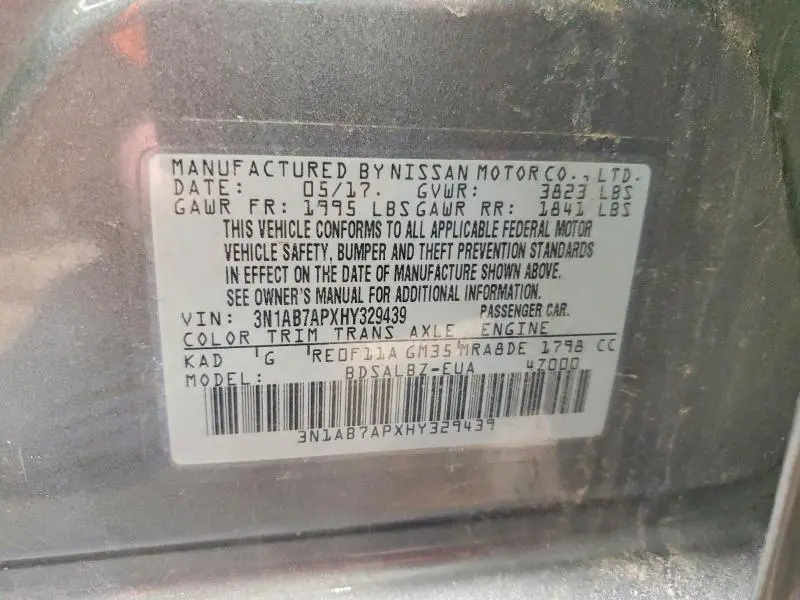 MANUFACTURED BY NISSAN MOTOR CO., LTD.
DATE: 05/17. GVWR: 3823 LBS
GAWR FR: 1995 LBS GAWR RR: 1841 LBS
THIS VEHICLE CONFORMS TO ALL APPLICABLE FEDERAL MOTOR
VEHICLE SAFETY, BUMPER AND THEFT PREVENTION STANDARDS
IN EFFECT ON THE DATE OF MANUFACTURE SHOWN ABOVE.
SEE OWNER'S MANUAL FOR ADDITIONAL INFORMATION.
VIN: 3N1AB7APXHY329439 PASSENGER CAR.
COLOR TRIM TRANS AXLE ENGINE
KAD G RE0F11A GM35 MRA8DE 1798 CC
MODEL: BDSALBZ-EUA 47000
3N1AB7APXHY329439